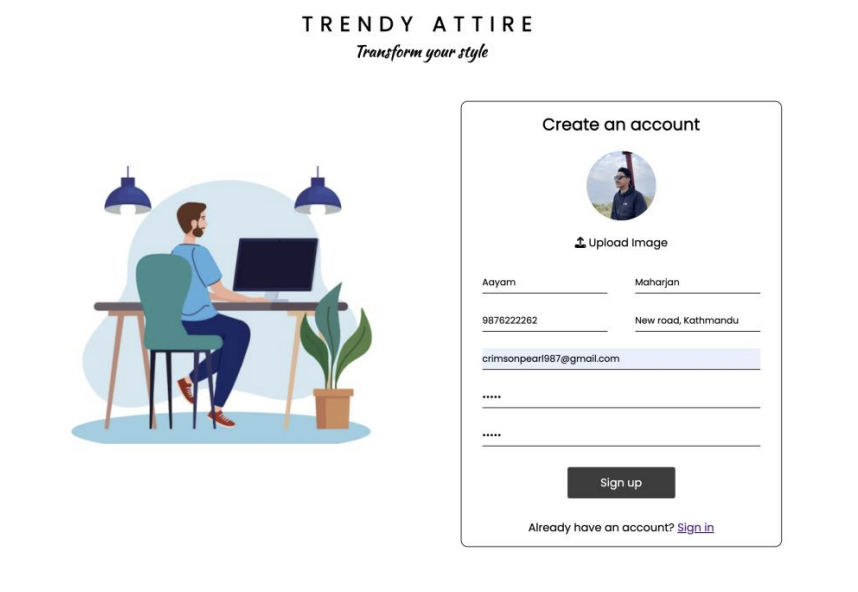 TRENDY ATTIRE
Transform your style
Create an account
Upload Image
Aayam Maharjan
9876222262 New road, Kathmandu
crimsonpearl987@gmail.com
•••••
•••••
Sign up
Already have an account? Sign in